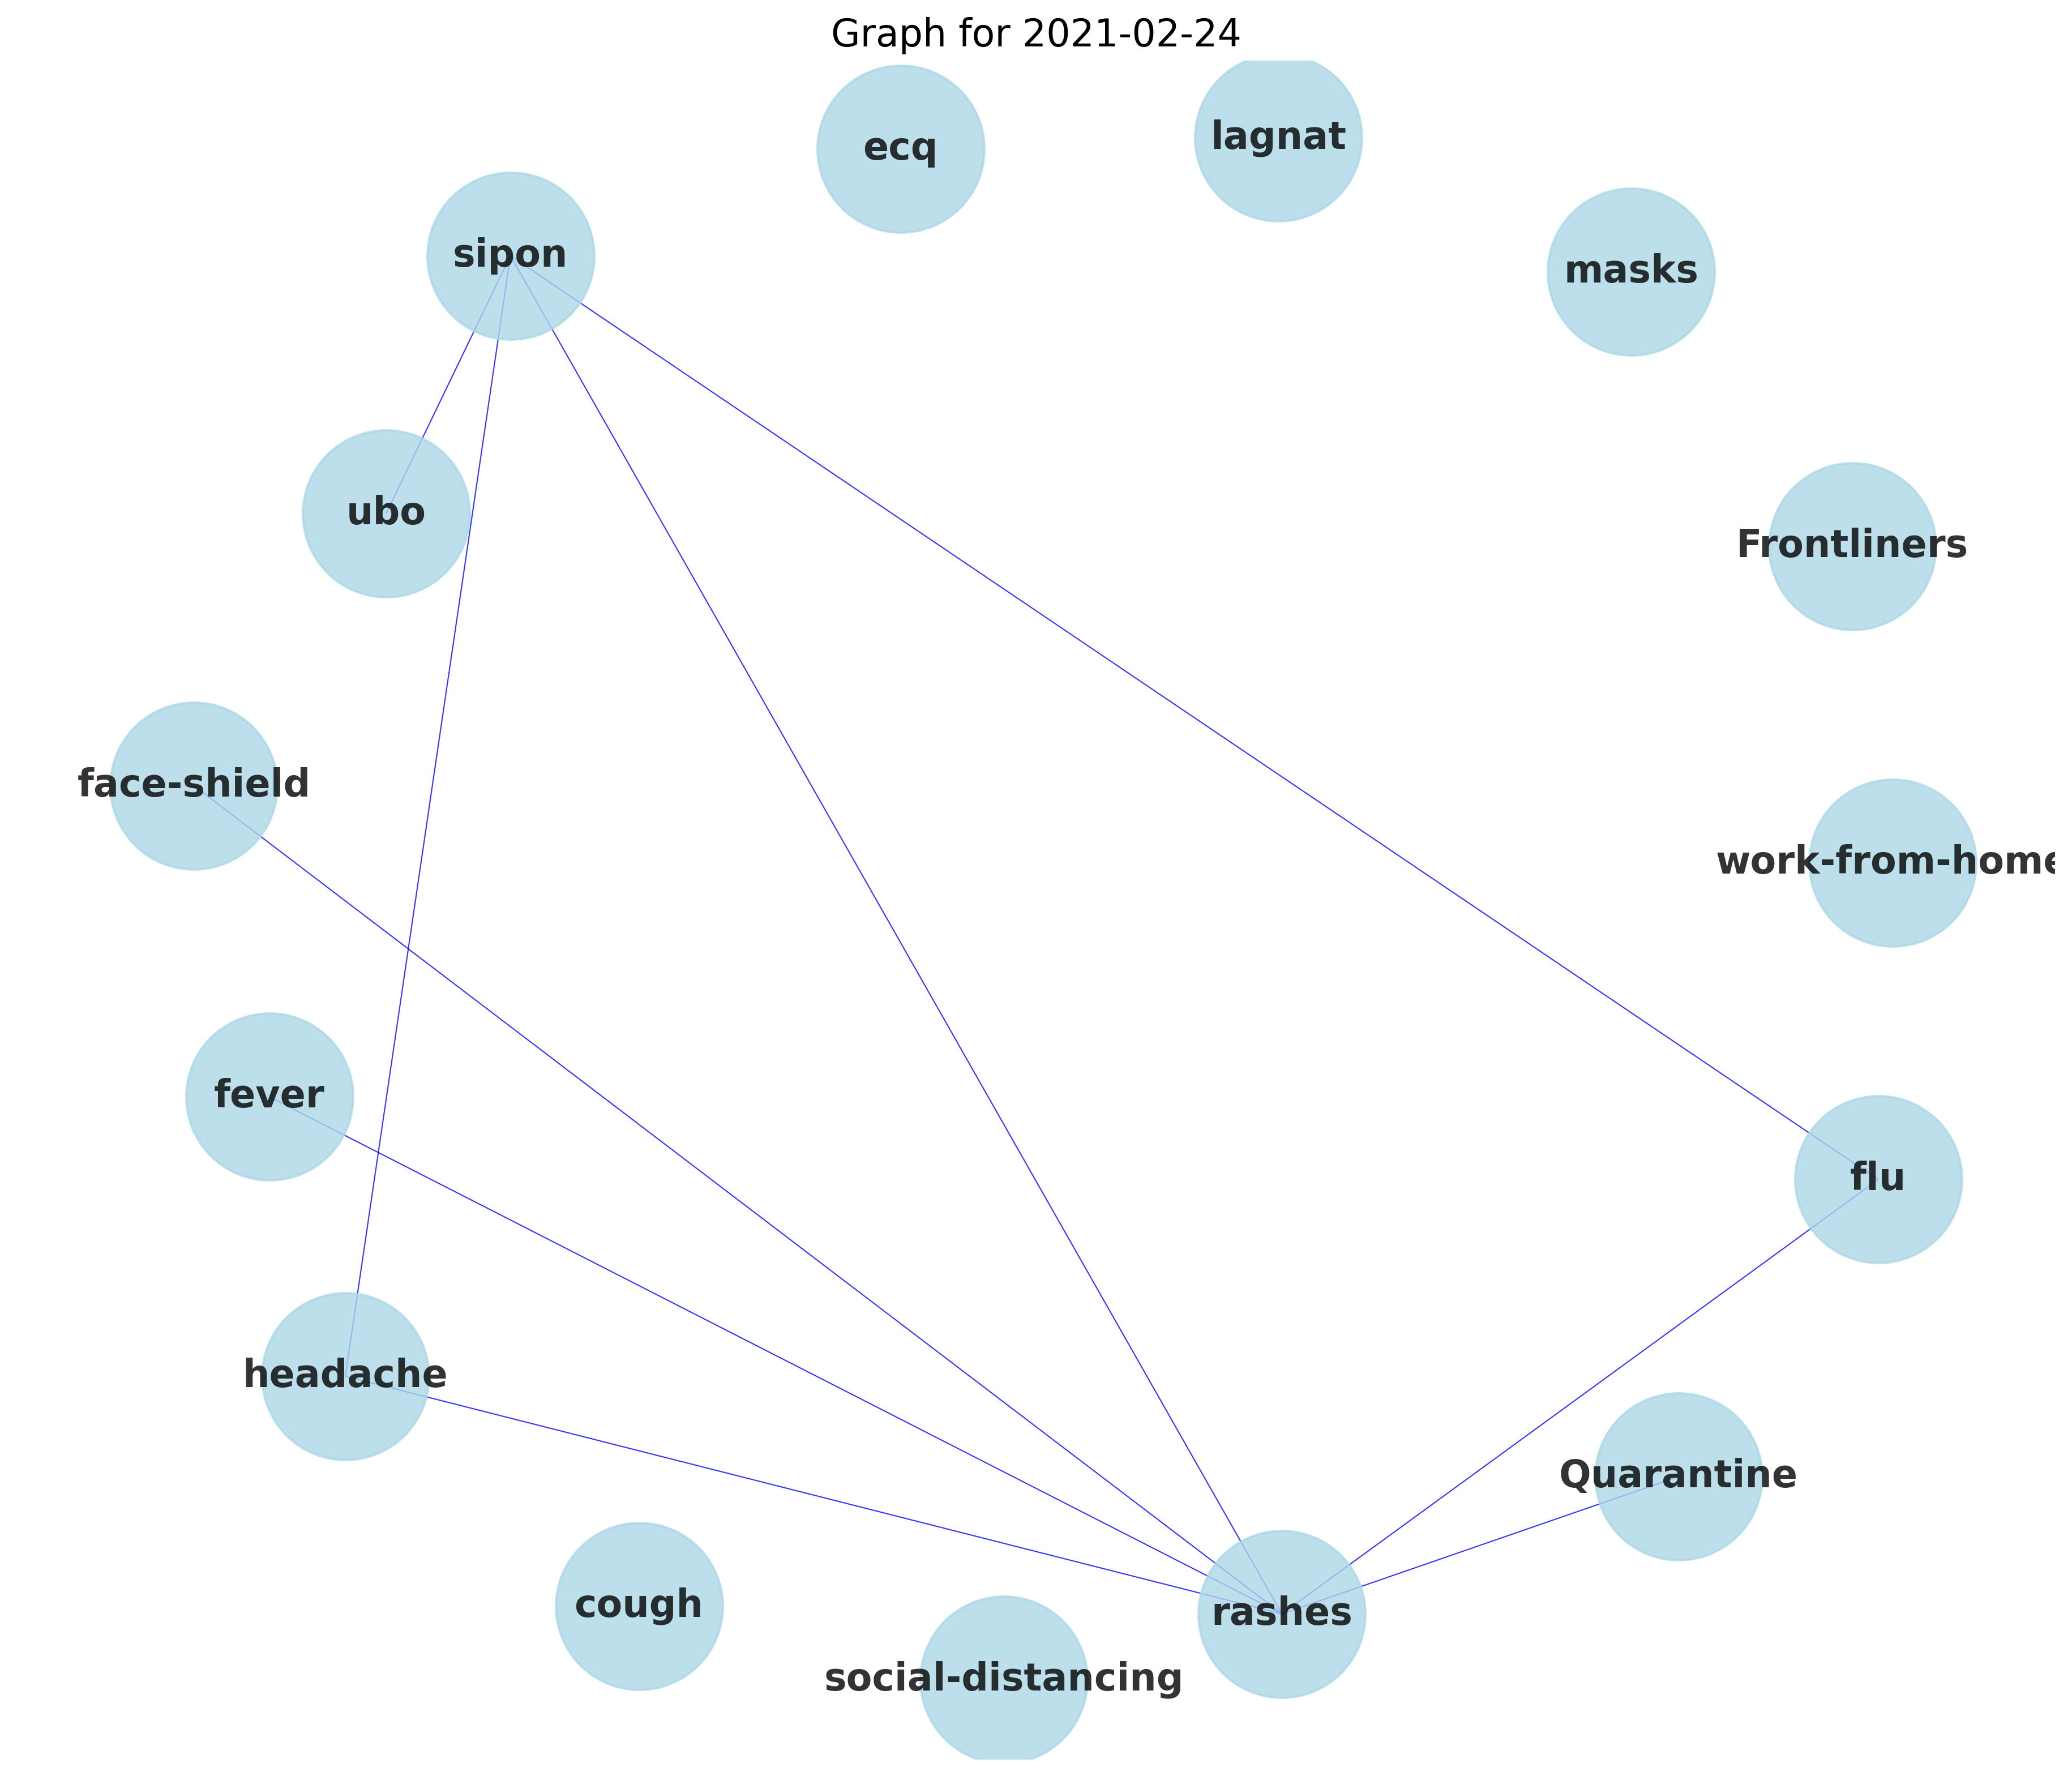 Graph for 2021-02-24
lagnat
ecq
sipon
masks
ubo
Frontliners
face-shield
work-from-home
fever
flu
headache
Quarantine
cough
rashes
social-distancing